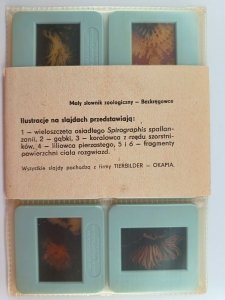 Mały słownik zoologiczny — Bezkręgowce
Ilustracje na slajdach przedstawiają:
1 — wieloszczeta osiadłego Spirographis spallan-
zanii, 2 — gąbki, 3 — koralowca z rzędu szorstni-
ków, 4 — liliowca pierzastego, 5 i 6 — fragmenty
powierzchni ciała rozgwiazd.
Wszystkie slajdy pochodzą z firmy TIERBILDER — OKAPIA.